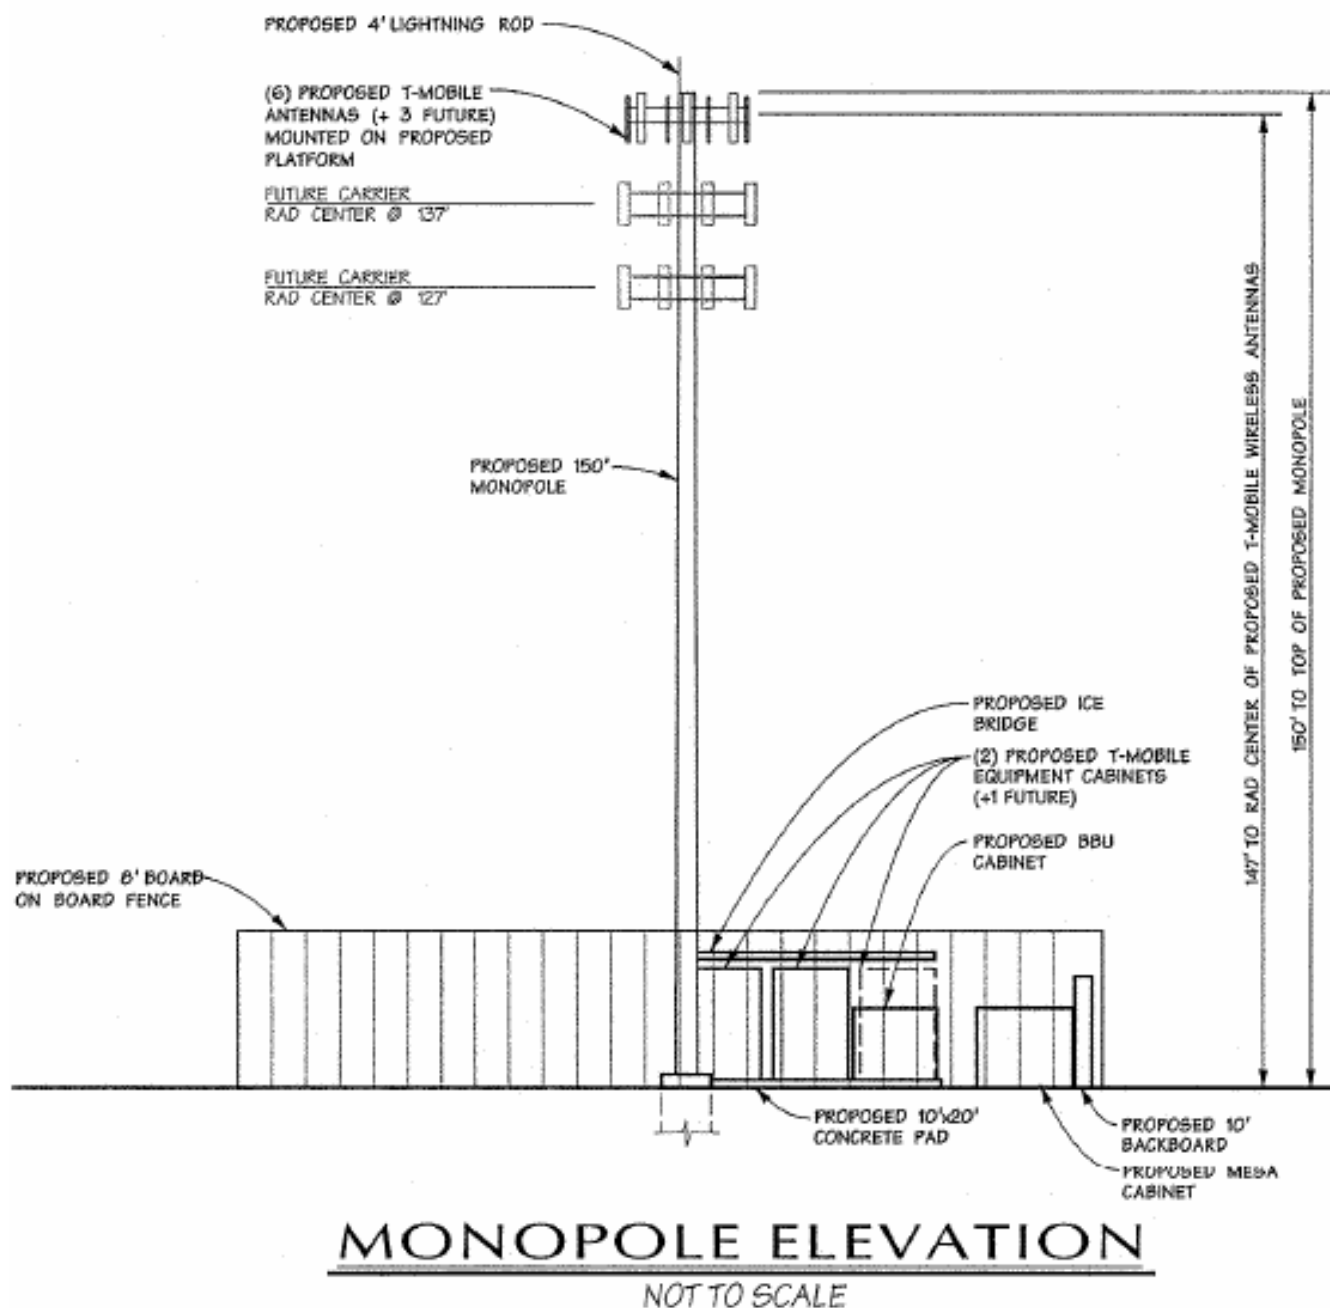 PROPOSED 4' LIGHTNING ROD
(6) PROPOSED T-MOBILE
ANTENNAS (+ 3 FUTURE)
MOUNTED ON PROPOSED
PLATFORM
FUTURE CARRIER
RAD CENTER @ 137'
FUTURE CARRIER
RAD CENTER @ 127'
PROPOSED 150'
MONOPOLE
147' TO RAD CENTER OF PROPOSED T-MOBILE WIRELESS ANTENNAS
150' TO TOP OF PROPOSED MONOPOLE
PROPOSED ICE
BRIDGE
(2) PROPOSED T-MOBILE
EQUIPMENT CABINETS
(+1 FUTURE)
PROPOSED BBU
CABINET
PROPOSED 8' BOARD
ON BOARD FENCE
PROPOSED 10'x20'
CONCRETE PAD
PROPOSED 10'
BACKBOARD
PROPOSED MESA
CABINET
MONOPOLE ELEVATION
NOT TO SCALE